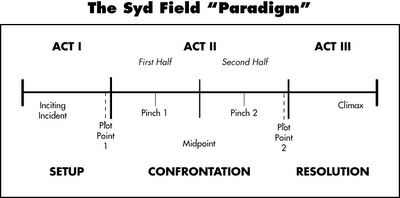 The Syd Field “Paradigm”
ACT I
ACT II
ACT III
First Half
Second Half
Inciting
Incident
Plot
Point
1
Pinch 1
Midpoint
Pinch 2
Plot
Point
2
Climax
SETUP
CONFRONTATION
RESOLUTION